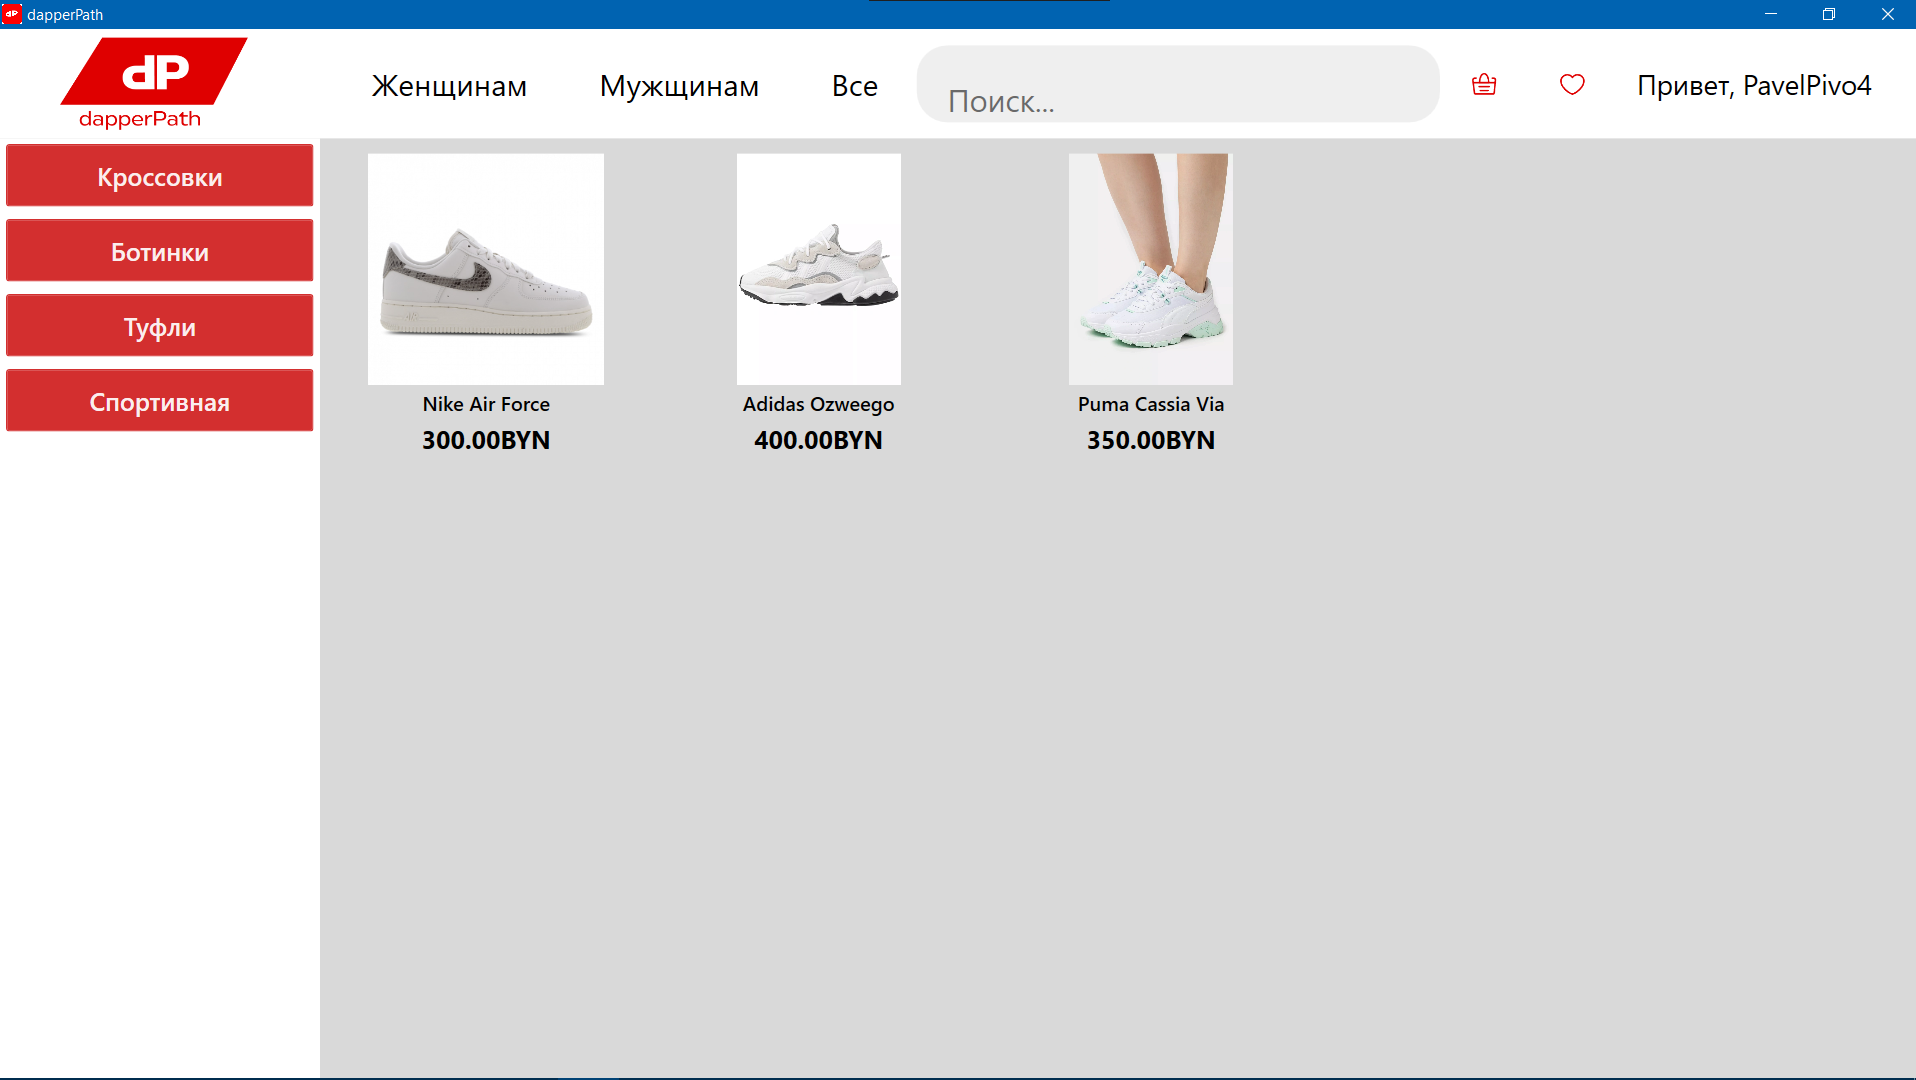 dapperPath
dP
dapperPath
Женщинам
Мужщинам
Все
Поиск...
Привет, PavelPivo4
Кроссовки
Ботинки
Туфли
Спортивная
Nike Air Force
300.00BYN
Adidas Ozweego
400.00BYN
Puma Cassia Via
350.00BYN